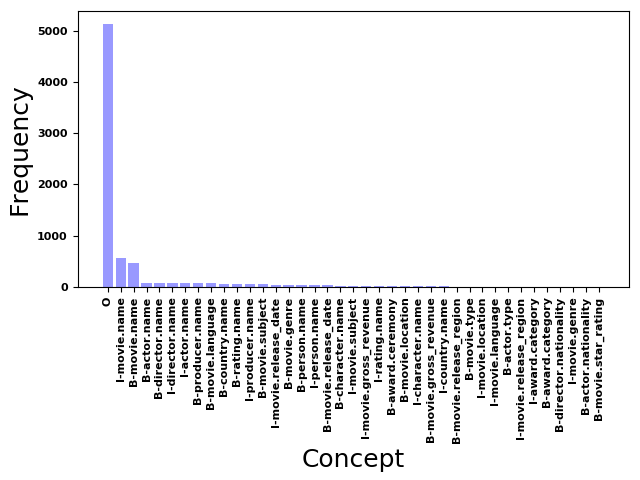 Frequency
5000
4000
3000
2000
1000
0
O
I-movie.name
B-movie.name
B-actor.name
B-director.name
I-director.name
I-actor.name
B-producer.name
B-movie.language
B-country.name
B-rating.name
I-producer.name
B-movie.subject
I-movie.release_date
B-movie.genre
B-person.name
I-person.name
B-movie.release_date
B-character.name
I-movie.subject
I-movie.gross_revenue
I-rating.name
B-award.ceremony
B-movie.location
I-character.name
B-movie.gross_revenue
I-country.name
B-movie.release_region
B-movie.type
I-movie.location
I-movie.language
B-actor.type
I-movie.release_region
I-award.category
B-award.category
B-director.nationality
I-movie.genre
B-actor.nationality
B-movie.star_rating
Concept